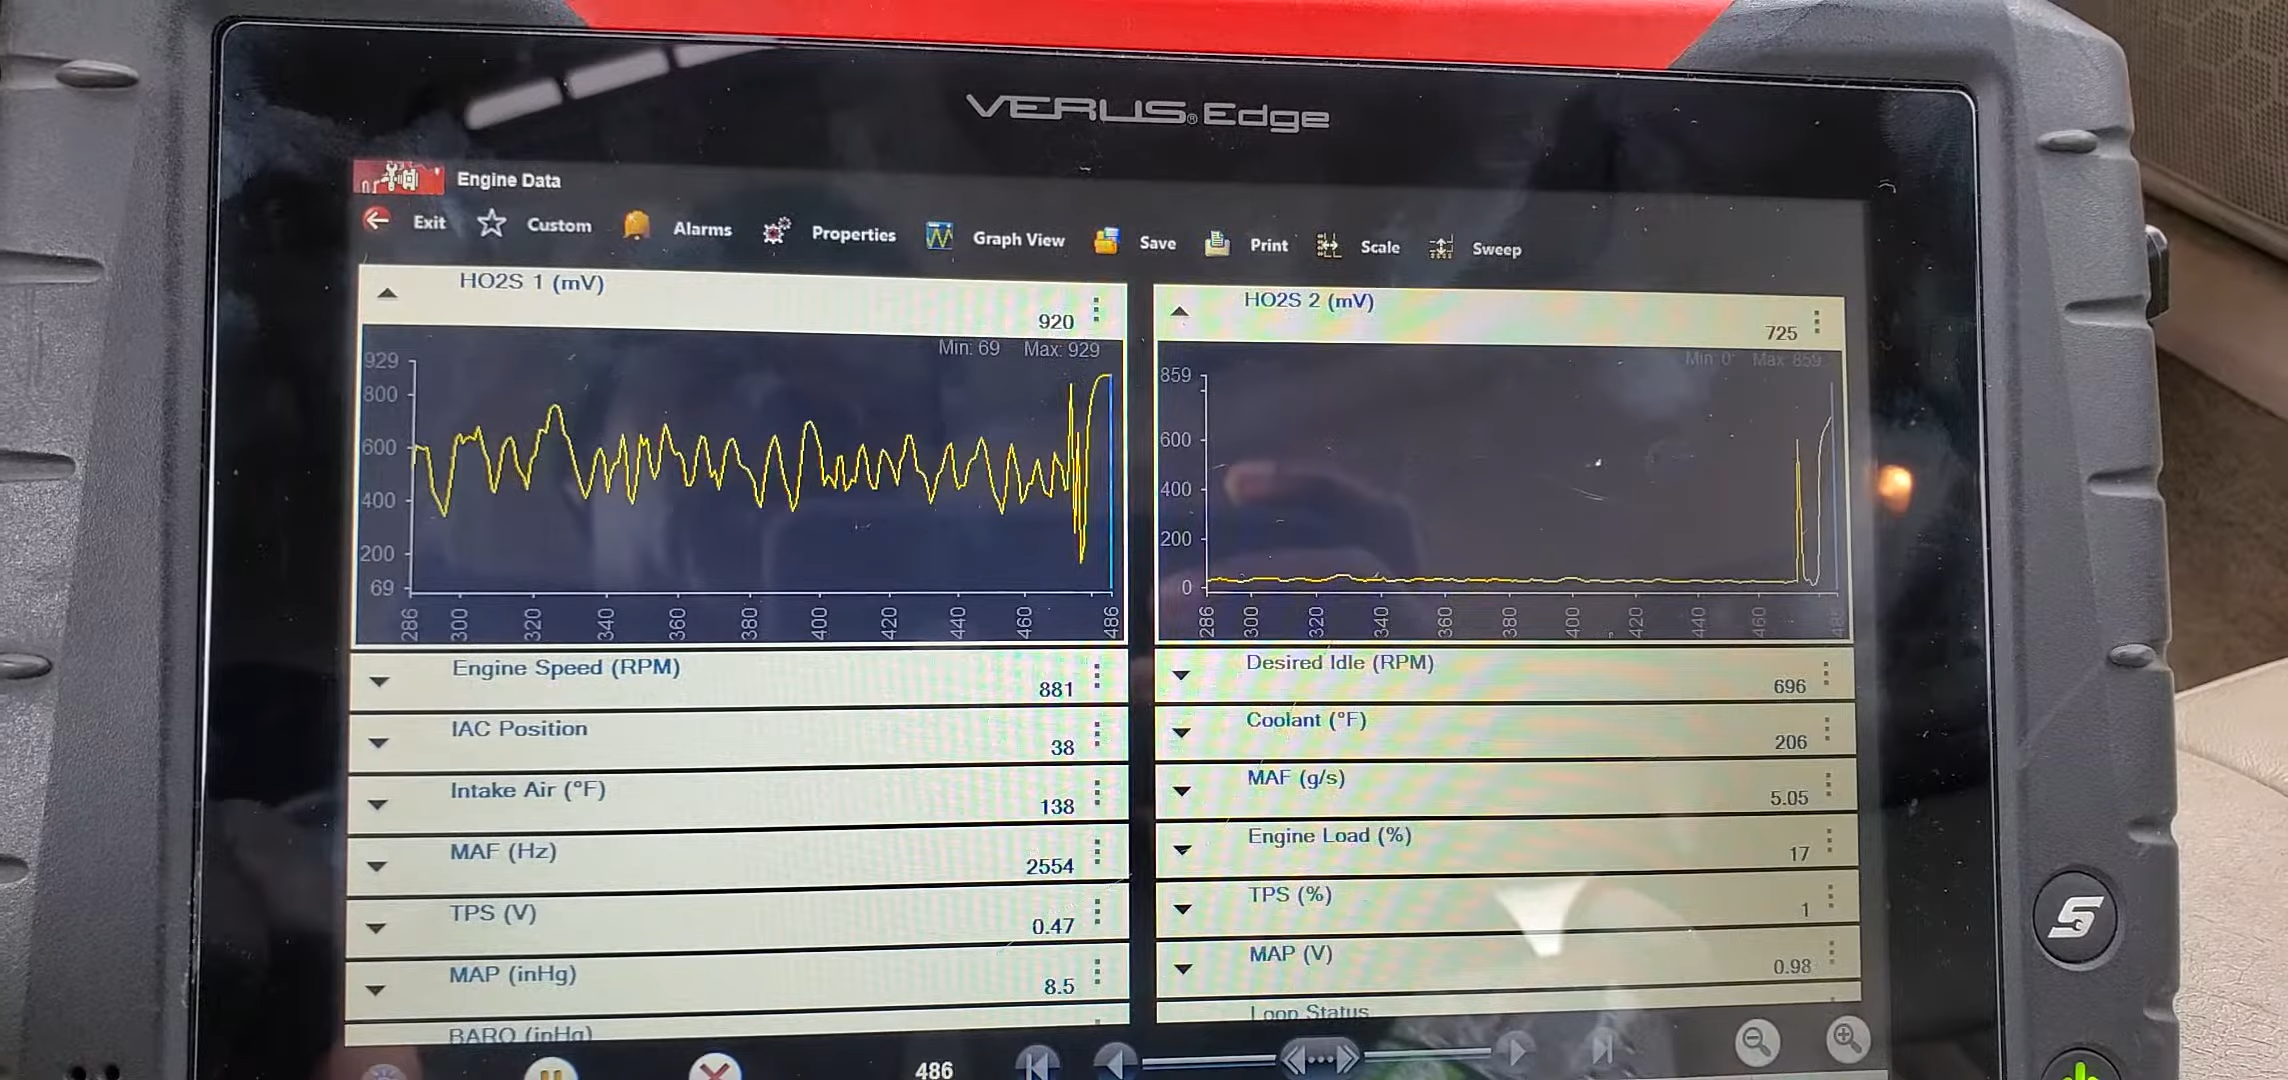 VERUS® Edge
Engine Data
Exit Custom Alarms Properties Graph View Save Print Scale Sweep
HO2S 1 (mV)
920
Min: 69 Max: 929
929
800
600
400
200
69
286 300 320 340 360 380 400 420 440 460 486
HO2S 2 (mV)
725
Min: 0 Max: 859
859
600
400
200
0
286 300 320 340 360 380 400 420 440 460 48
Engine Speed (RPM)
881
Desired Idle (RPM)
696
IAC Position
38
Coolant (°F)
206
Intake Air (°F)
138
MAF (g/s)
5.05
MAF (Hz)
2554
Engine Load (%)
17
TPS (V)
0.47
TPS (%)
1
MAP (inHg)
8.5
MAP (V)
0.98
BARO (inHg)
Loop Status
486
S